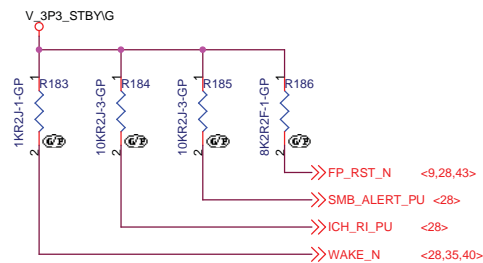 V_3P3_STBY\G
1 R183 1 R184 1 R185 1 R186
1KR2J-1-GP 10KR2J-3-GP 10KR2J-3-GP 8K2R2F-1-GP
2 2 2 2
FP_RST_N <9,28,43>
SMB_ALERT_PU <28>
ICH_RI_PU <28>
WAKE_N <28,35,40>